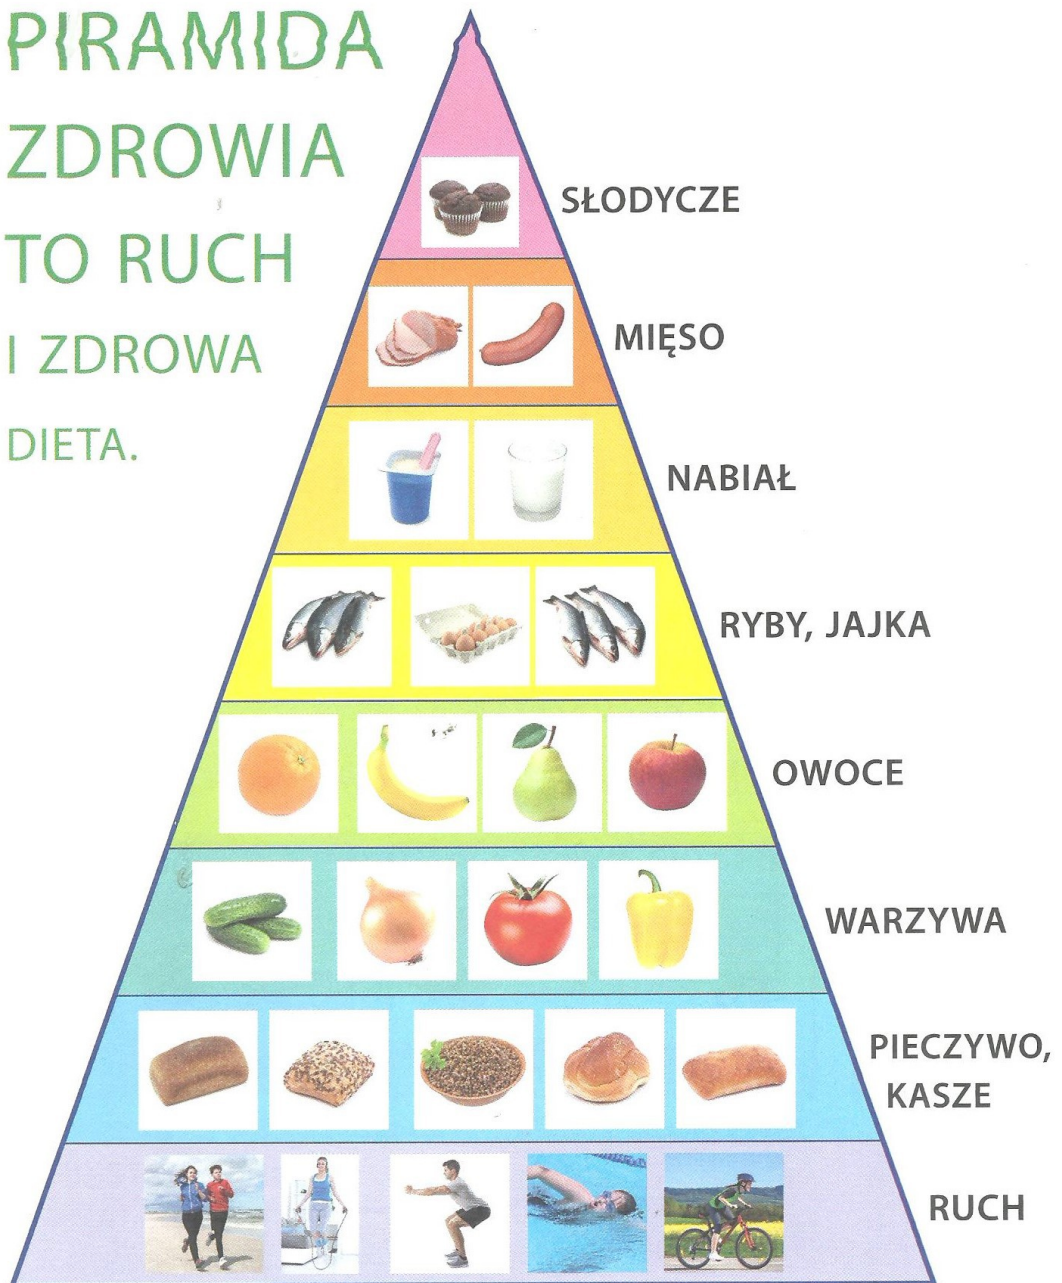 PIRAMIDA
ZDROWIA
TO RUCH
I ZDROWA
DIETA.
SŁODYCZE
MIĘSO
NABIAŁ
RYBY, JAJKA
OWOCE
WARZYWA
PIECZYWO,
KASZE
RUCH